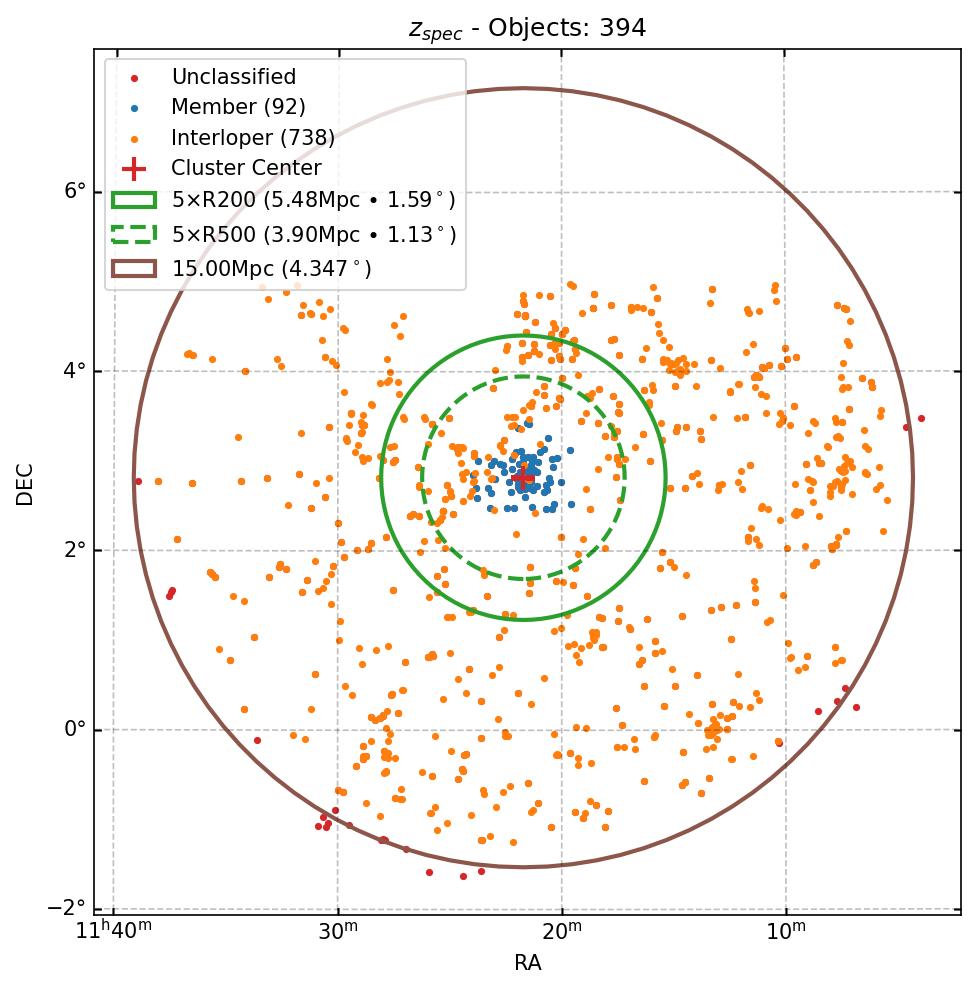 z_spec - Objects: 394
Unclassified
Member (92)
Interloper (738)
Cluster Center
5×R200 (5.48Mpc • 1.59°)
5×R500 (3.90Mpc • 1.13°)
15.00Mpc (4.347°)
6°
4°
2°
0°
−2°
DEC
11ʰ40ᵐ
30ᵐ
20ᵐ
10ᵐ
RA